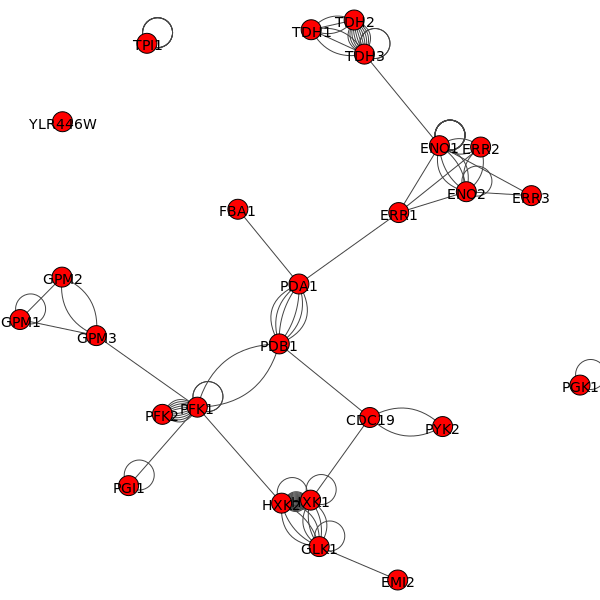 TDH2
TDH1
TPI1
TDH3
YLR446W
ENO1
ERR2
ENO2
ERR3
FBA1
ERR1
GPM2
PDA1
GPM1
GPM3
PDB1
PGK1
PFK2
PFK1
CDC19
PYK2
PGI1
HXK2
HXK1
GLK1
EMI2